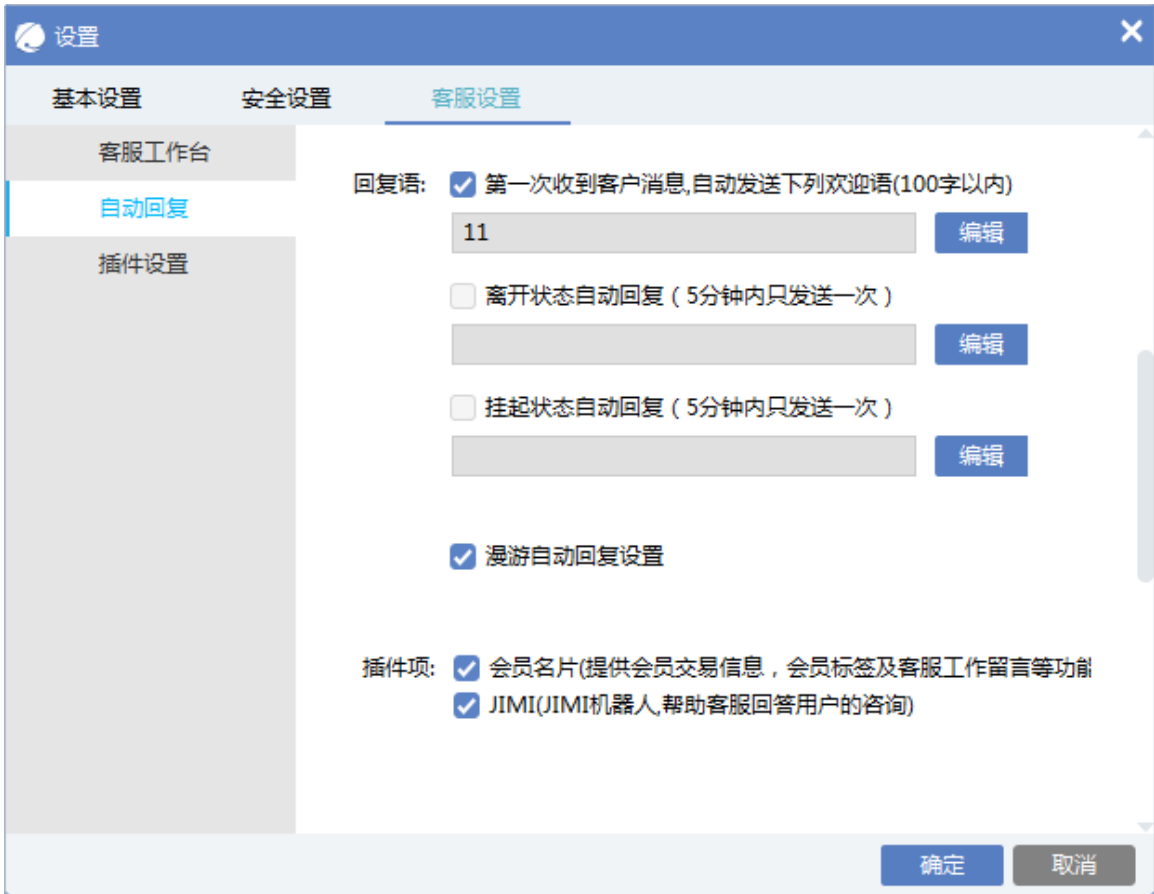 设置
基本设置 安全设置 客服设置
客服工作台
自动回复
插件设置
回复语: 第一次收到客户消息,自动发送下列欢迎语(100字以内)
11 编辑
离开状态自动回复（5分钟内只发送一次）
编辑
挂起状态自动回复（5分钟内只发送一次）
编辑
漫游自动回复设置
插件项: 会员名片(提供会员交易信息，会员标签及客服工作留言等功能
JIMI(JIMI机器人,帮助客服回答用户的咨询)
确定 取消